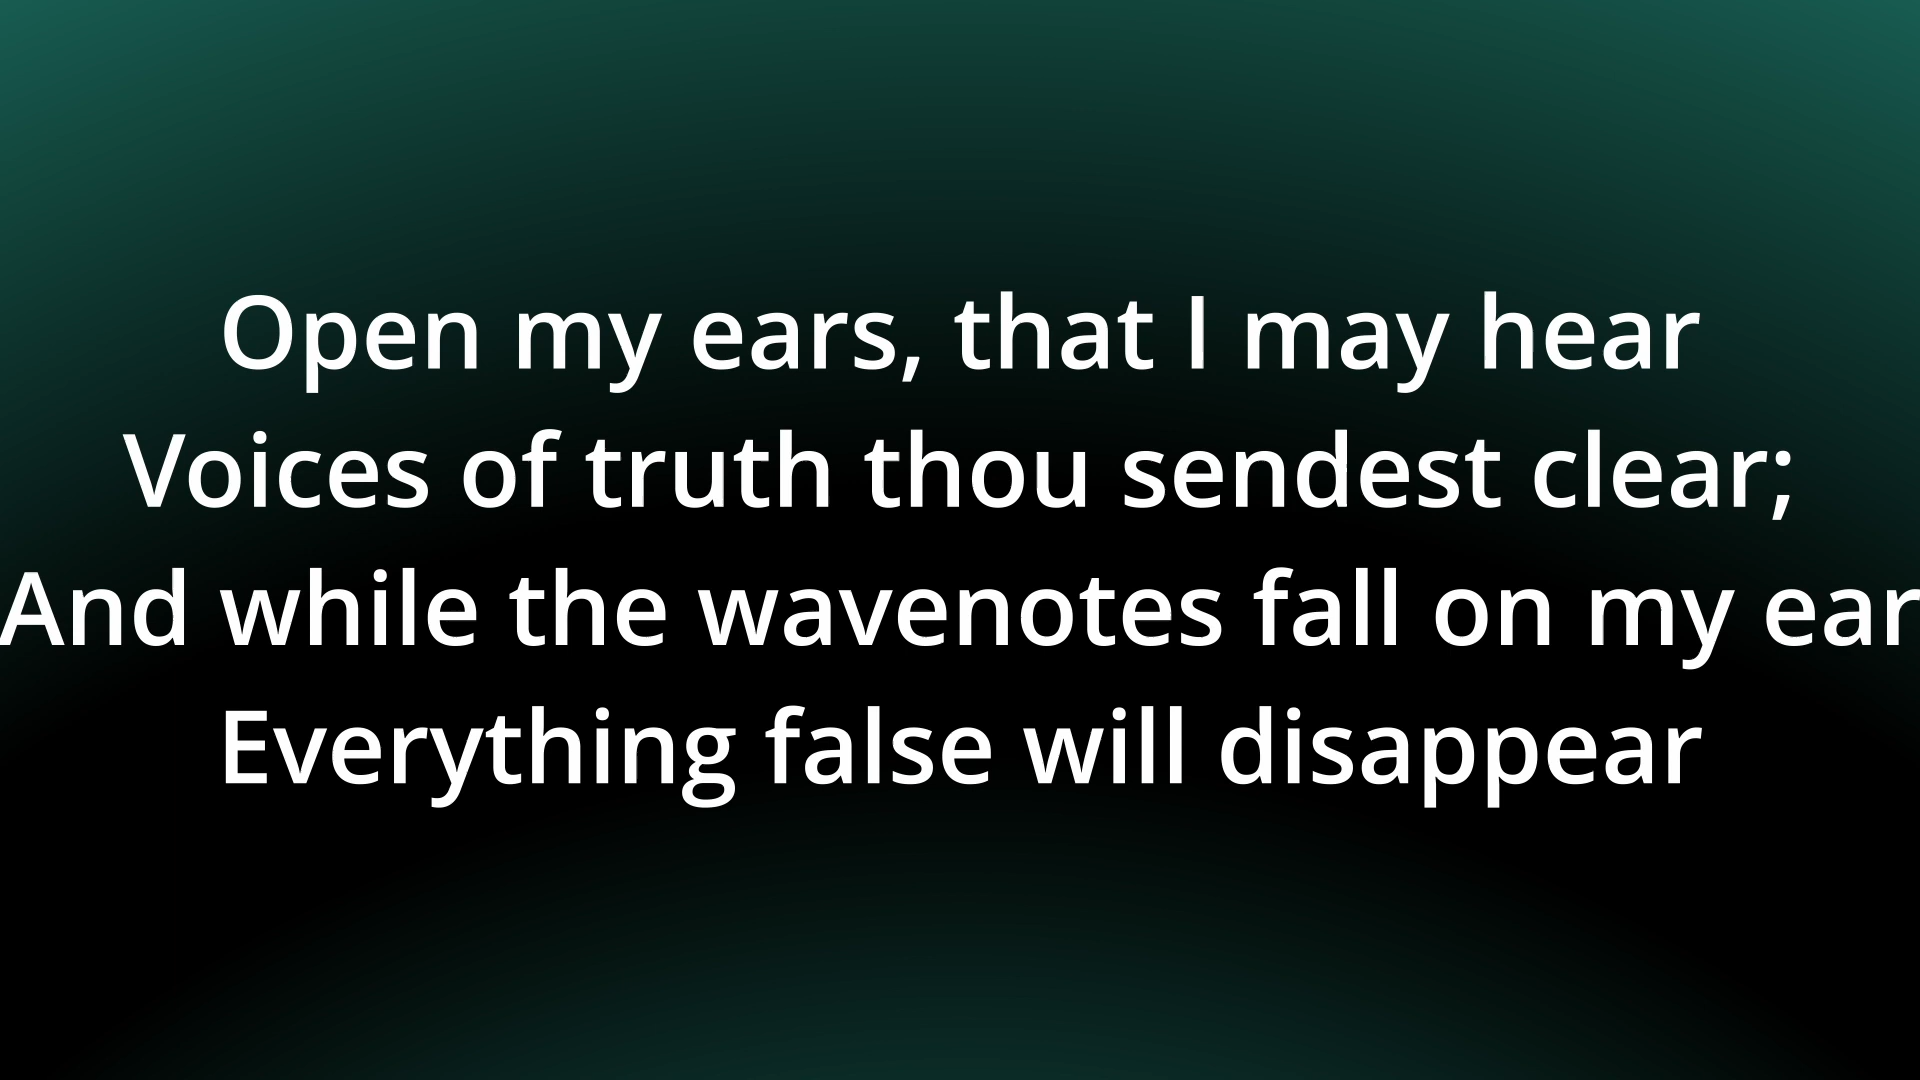 Open my ears, that I may hear
Voices of truth thou sendest clear;
And while the wavenotes fall on my ear
Everything false will disappear